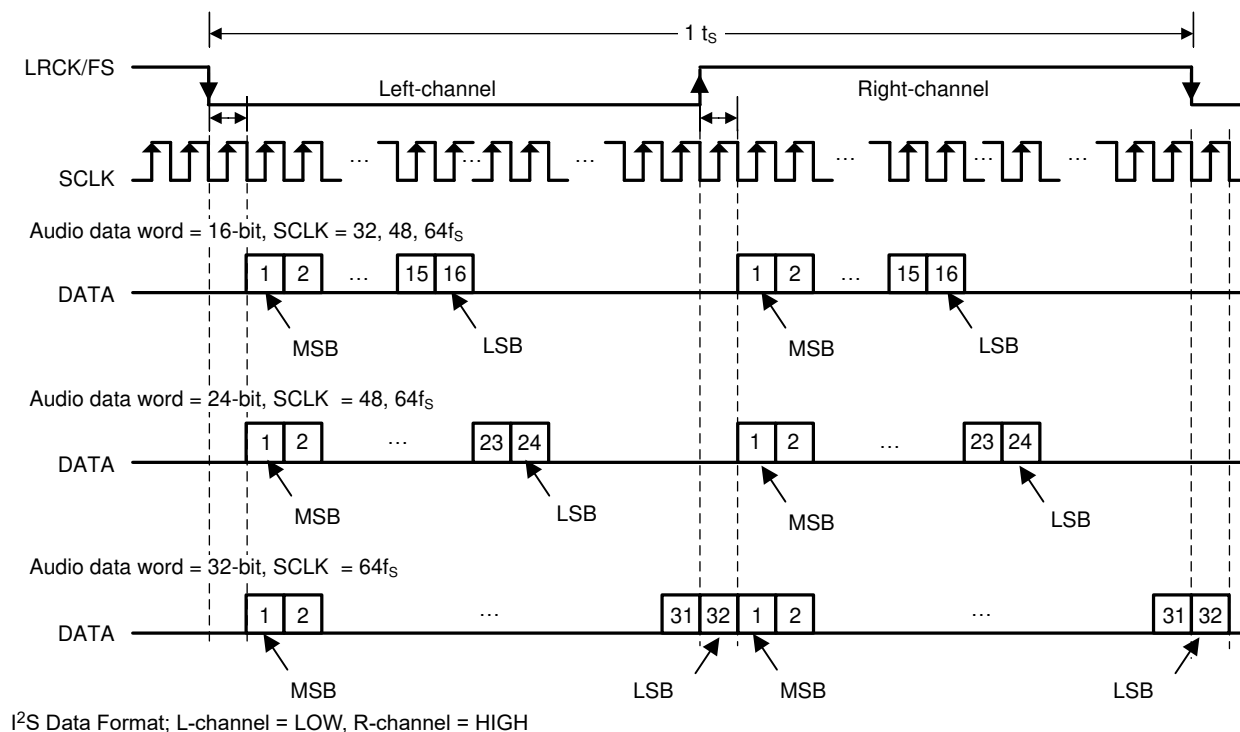 1 tS
LRCK/FS
Left-channel
Right-channel
SCLK
... ... ... ... ... ...
Audio data word = 16-bit, SCLK = 32, 48, 64fS
DATA
1 2 ... 15 16 1 2 ... 15 16
MSB LSB MSB LSB
Audio data word = 24-bit, SCLK = 48, 64fS
DATA
1 2 ... 23 24 1 2 ... 23 24
MSB LSB MSB LSB
Audio data word = 32-bit, SCLK = 64fS
DATA
1 2 ... 31 32 1 2 ... 31 32
MSB LSB MSB LSB
I²S Data Format; L-channel = LOW, R-channel = HIGH